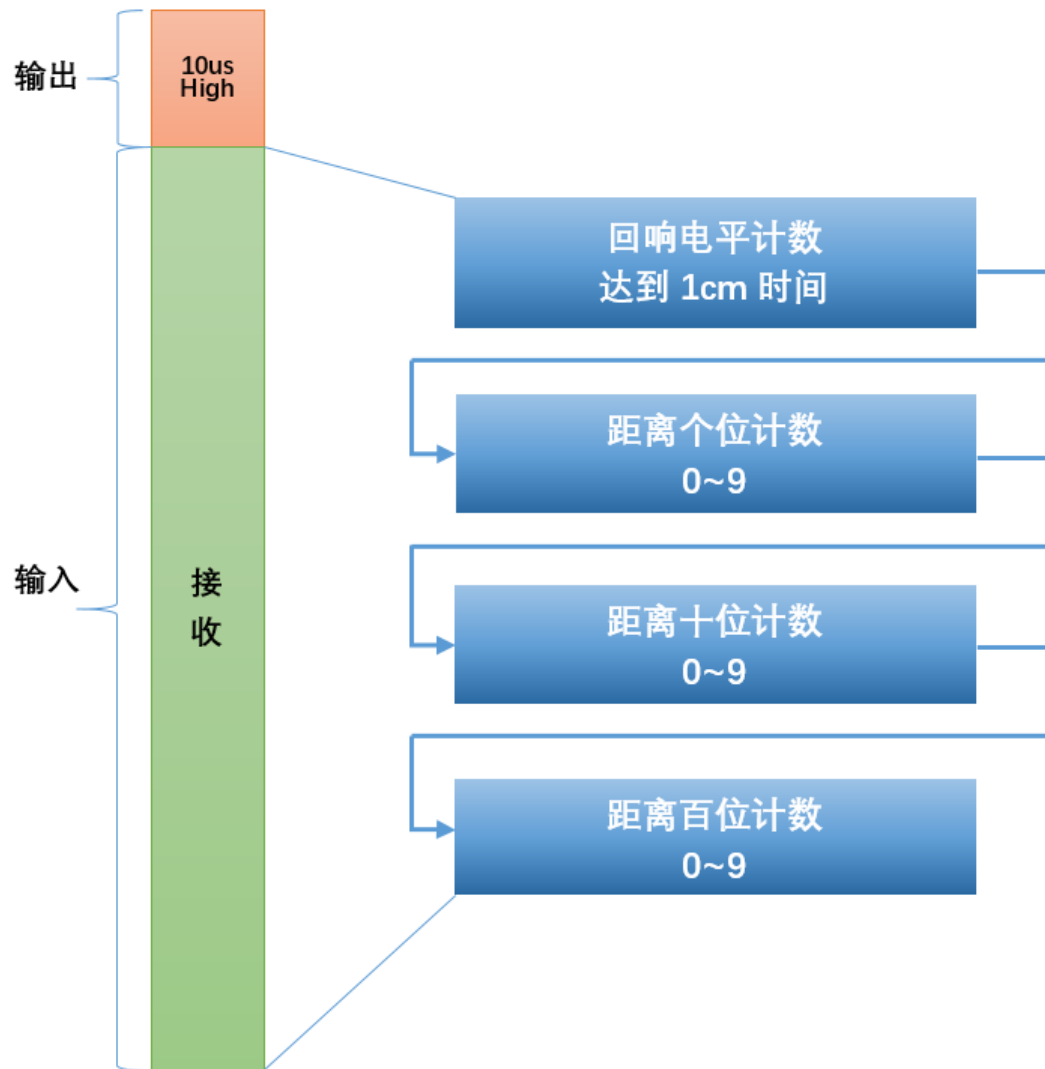 输出
10us
High
回响电平计数
达到 1cm 时间
距离个位计数
0~9
输入
接
收
距离十位计数
0~9
距离百位计数
0~9